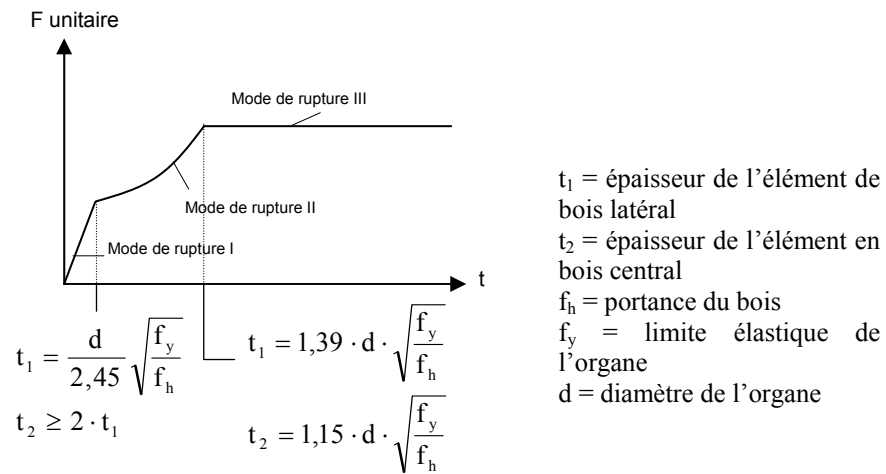 F unitaire
Mode de rupture III
Mode de rupture II
Mode de rupture I
t
t₁ = d/2,45 √(f_y/f_h)
t₂ ≥ 2 · t₁
t₁ = 1,39 · d · √(f_y/f_h)
t₂ = 1,15 · d · √(f_y/f_h)
t₁ = épaisseur de l’élément de
bois latéral
t₂ = épaisseur de l’élément en
bois central
f_h = portance du bois
f_y = limite élastique de
l’organe
d = diamètre de l’organe